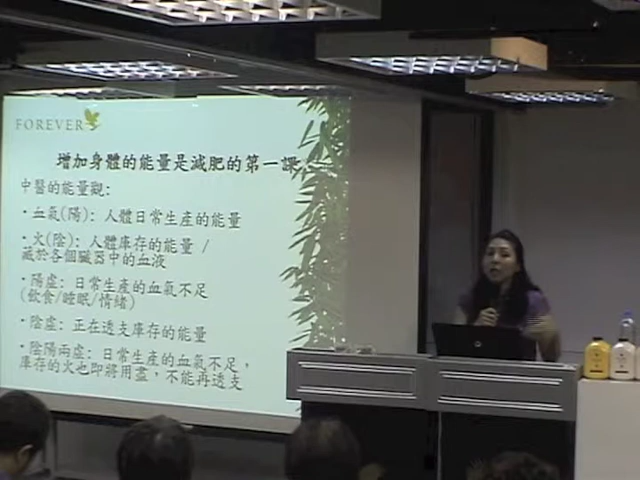 FOREVER
增加身體的能量是減肥的第一課
中醫的能量觀:
·血氣(陽): 人體日常生產的能量
·火(陰): 人體庫存的能量 /
藏於各個臟器中的血液
·陽虛: 日常生產的血氣不足
(飲食/睡眠/情緒)
·陰虛: 正在透支庫存的能量
·陰陽兩虛: 日常生產的血氣不足,
庫存的火也即將用盡,不能再透支